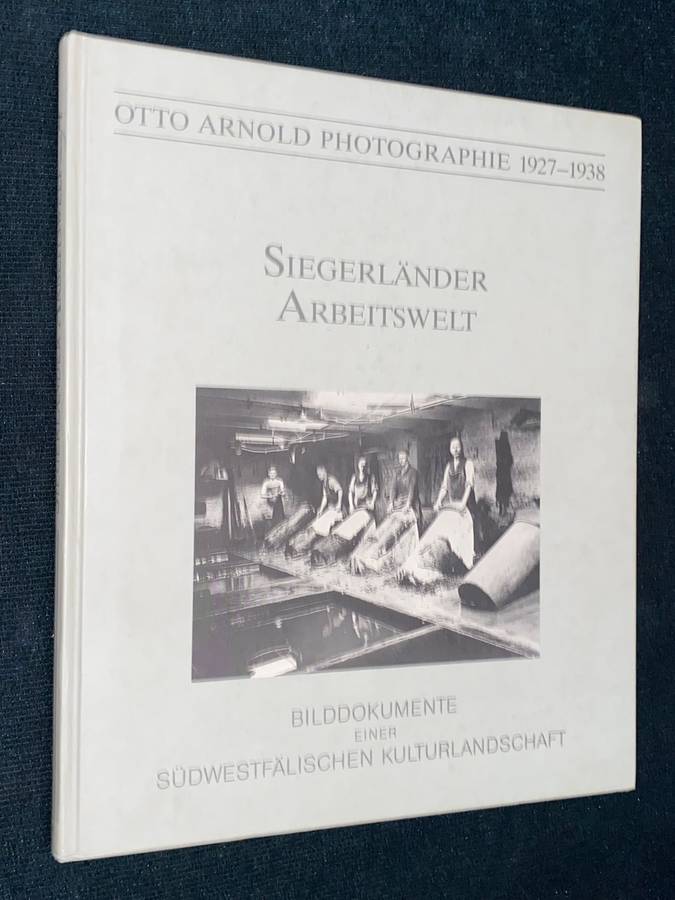 OTTO ARNOLD PHOTOGRAPHIE 1927–1938
SIEGERLÄNDER
ARBEITSWELT
BILDDOKUMENTE
EINER
SÜDWESTFÄLISCHEN KULTURLANDSCHAFT